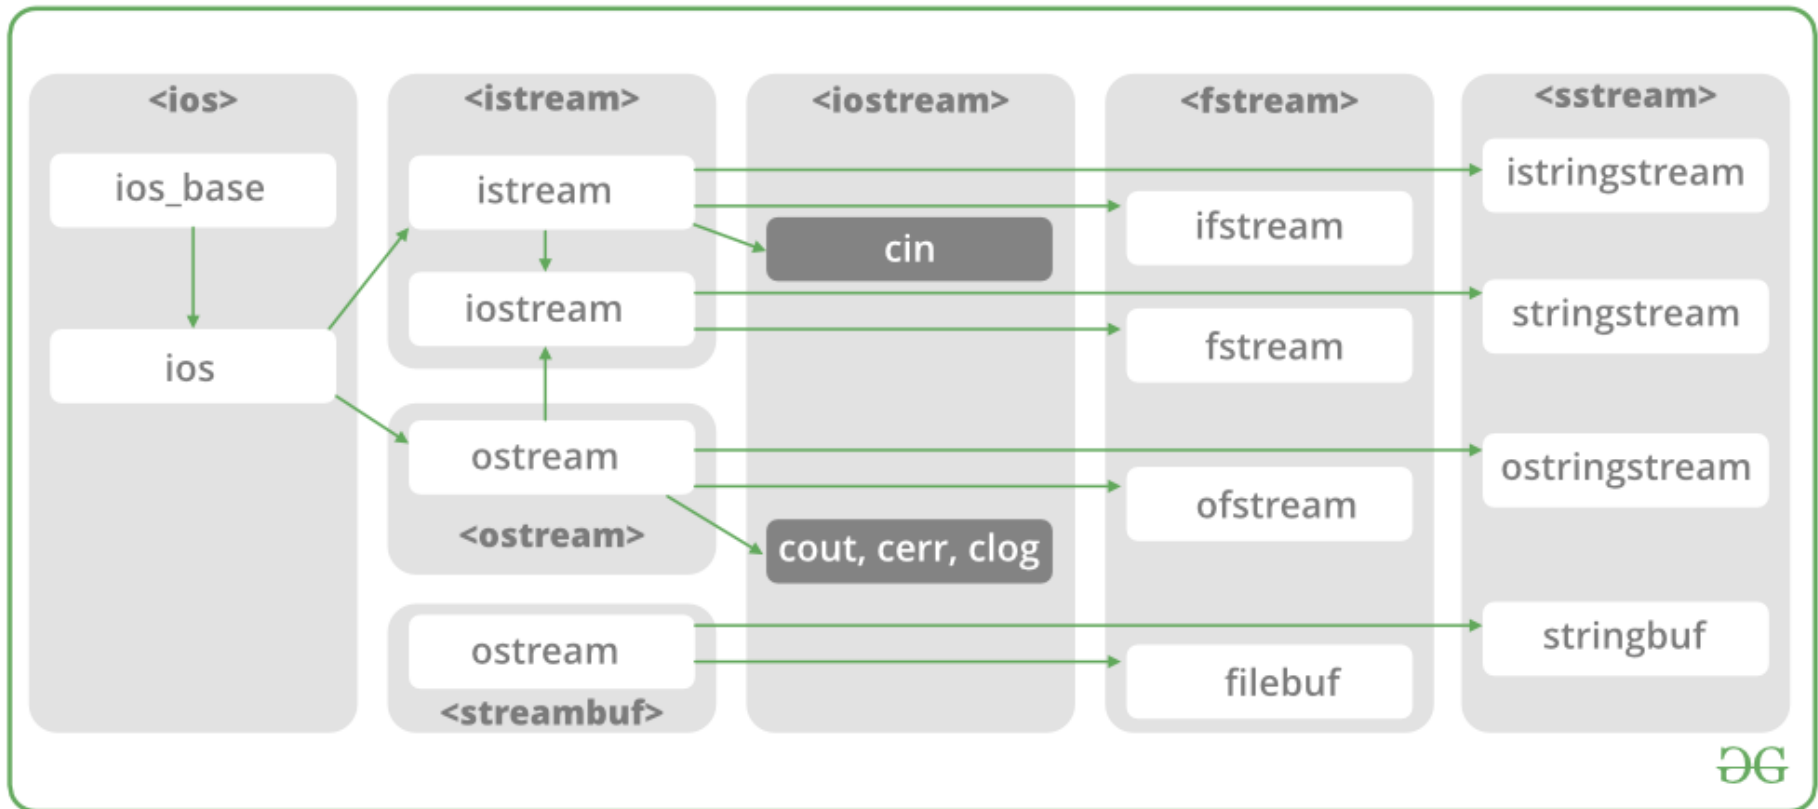 <ios>
ios_base
ios
<istream>
istream
iostream
ostream
<ostream>
ostream
<streambuf>
<iostream>
cin
cout, cerr, clog
<fstream>
ifstream
fstream
ofstream
filebuf
<sstream>
istringstream
stringstream
ostringstream
stringbuf